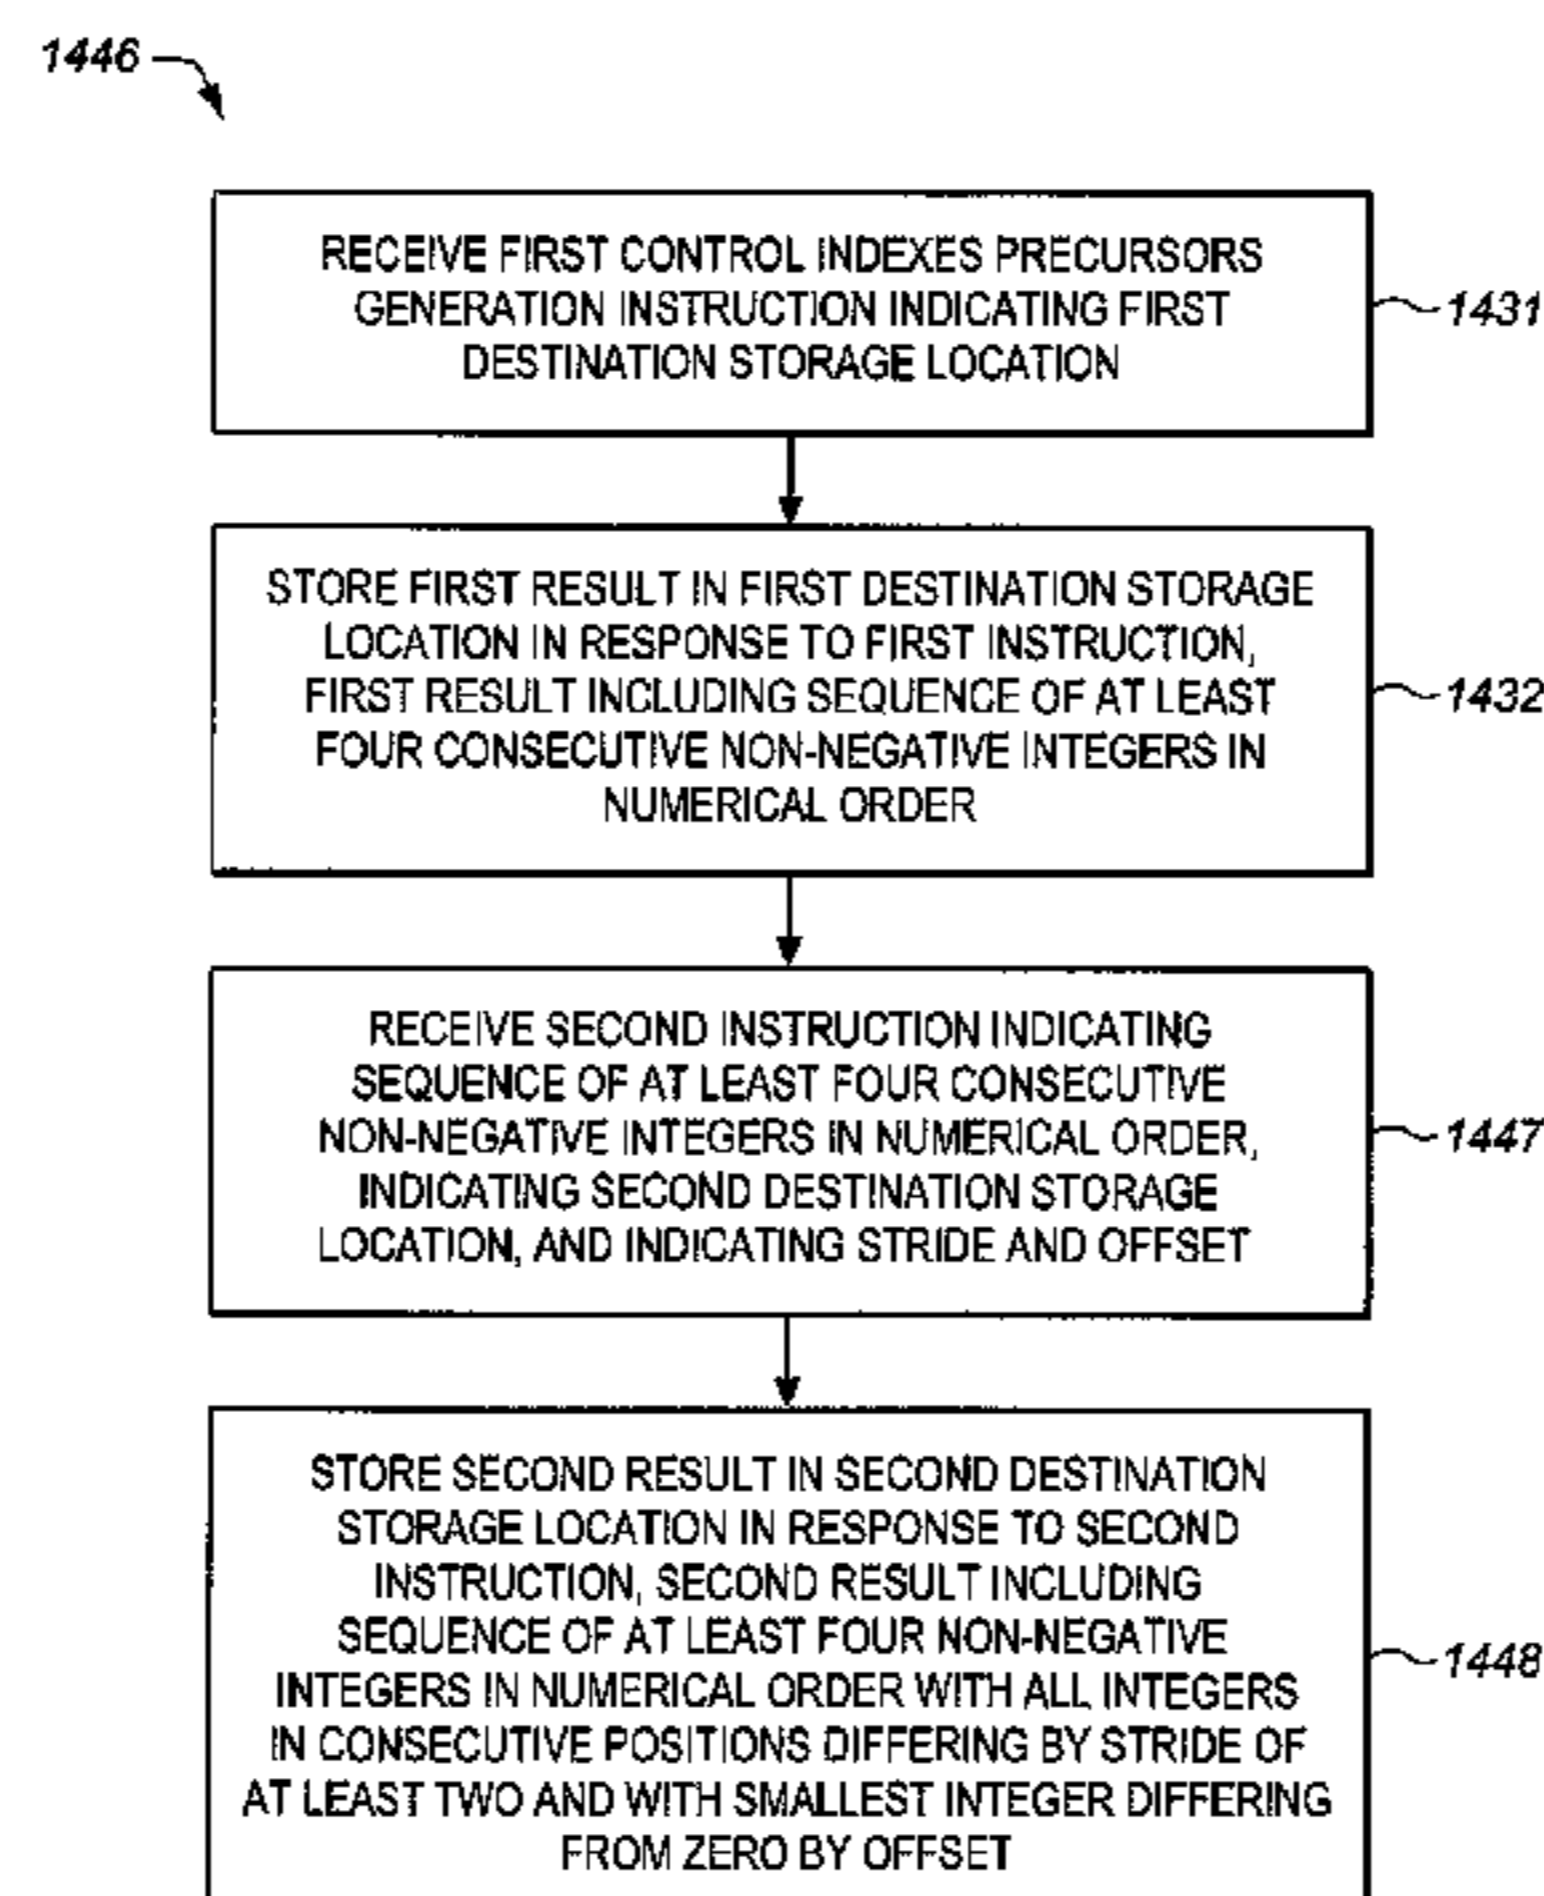 1446
RECEIVE FIRST CONTROL INDEXES PRECURSORS
GENERATION INSTRUCTION INDICATING FIRST
DESTINATION STORAGE LOCATION
1431
STORE FIRST RESULT IN FIRST DESTINATION STORAGE
LOCATION IN RESPONSE TO FIRST INSTRUCTION,
FIRST RESULT INCLUDING SEQUENCE OF AT LEAST
FOUR CONSECUTIVE NON-NEGATIVE INTEGERS IN
NUMERICAL ORDER
1432
RECEIVE SECOND INSTRUCTION INDICATING
SEQUENCE OF AT LEAST FOUR CONSECUTIVE
NON-NEGATIVE INTEGERS IN NUMERICAL ORDER,
INDICATING SECOND DESTINATION STORAGE
LOCATION, AND INDICATING STRIDE AND OFFSET
1447
STORE SECOND RESULT IN SECOND DESTINATION
STORAGE LOCATION IN RESPONSE TO SECOND
INSTRUCTION, SECOND RESULT INCLUDING
SEQUENCE OF AT LEAST FOUR NON-NEGATIVE
INTEGERS IN NUMERICAL ORDER WITH ALL INTEGERS
IN CONSECUTIVE POSITIONS DIFFERING BY STRIDE OF
AT LEAST TWO AND WITH SMALLEST INTEGER DIFFERING
FROM ZERO BY OFFSET
1448